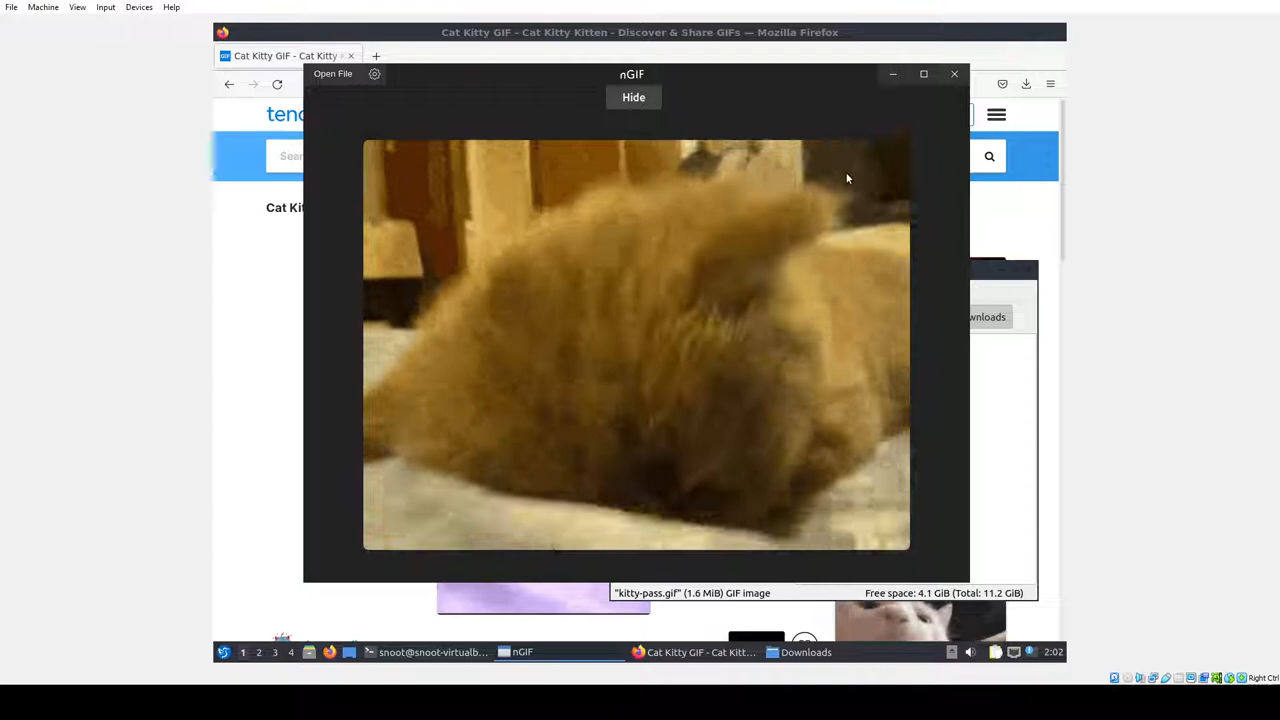 File Machine View Input Devices Help
Cat Kitty GIF - Cat Kitty Kitten - Discover & Share GIFs — Mozilla Firefox
Cat Kitty GIF - Cat Kitty
Open File
nGIF
Hide
teno
Sear
Cat Kit
wnloads
"kitty-pass.gif" (1.6 MiB) GIF image
Free space: 4.1 GiB (Total: 11.2 GiB)
1 2 3 4
snoot@snoot-virtualb...
nGIF
Cat Kitty GIF - Cat Kitt...
Downloads
2:02
Right Ctrl